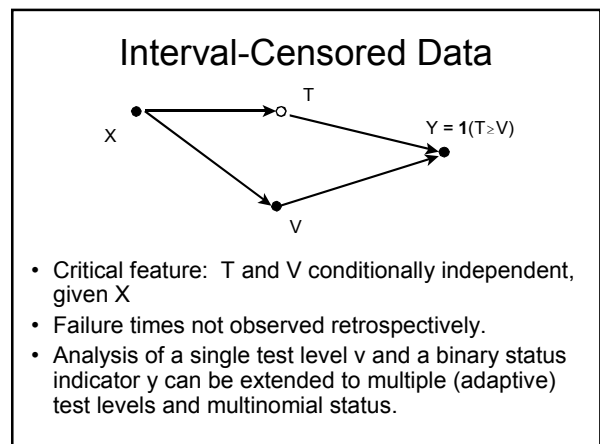 Interval-Censored Data
T
X
Y = 1(T≥V)
V
• Critical feature: T and V conditionally independent,
given X
• Failure times not observed retrospectively.
• Analysis of a single test level v and a binary status
indicator y can be extended to multiple (adaptive)
test levels and multinomial status.